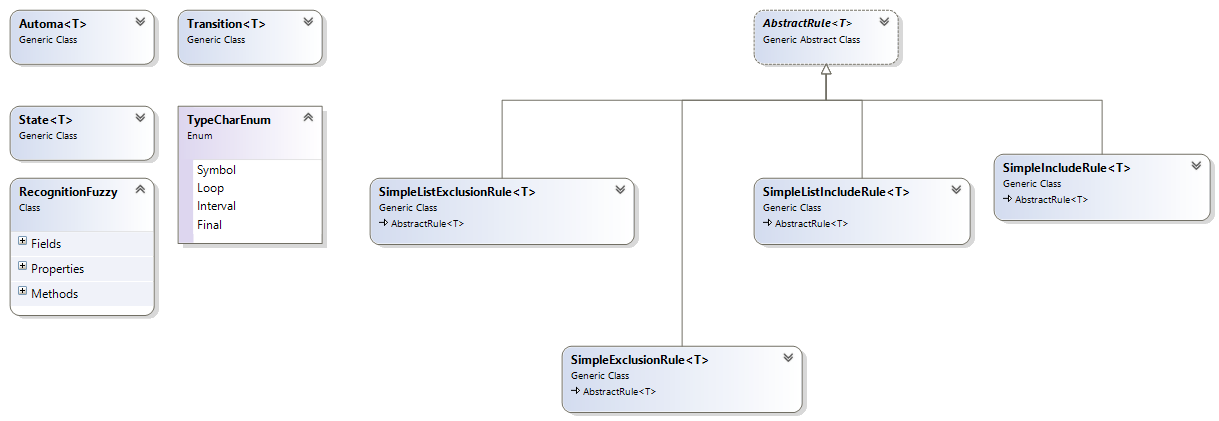 Automa<T>
Generic Class
Transition<T>
Generic Class
AbstractRule<T>
Generic Abstract Class
State<T>
Generic Class
TypeCharEnum
Enum
Symbol
Loop
Interval
Final
RecognitionFuzzy
Class
Fields
Properties
Methods
SimpleListExclusionRule<T>
Generic Class
AbstractRule<T>
SimpleListIncludeRule<T>
Generic Class
AbstractRule<T>
SimpleIncludeRule<T>
Generic Class
AbstractRule<T>
SimpleExclusionRule<T>
Generic Class
AbstractRule<T>